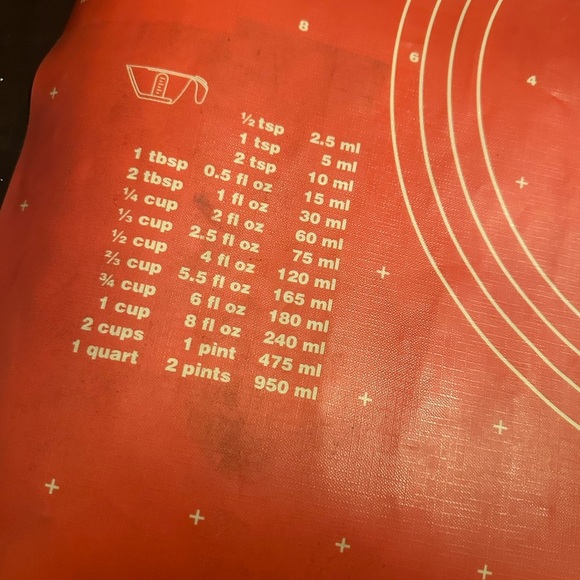 8
6
4
½ tsp 2.5 ml
1 tsp 5 ml
2 tsp 10 ml
1 tbsp 0.5 fl oz 15 ml
2 tbsp 1 fl oz 30 ml
¼ cup 2 fl oz 60 ml
⅓ cup 2.5 fl oz 75 ml
½ cup 4 fl oz 120 ml
⅔ cup 5.5 fl oz 165 ml
¾ cup 6 fl oz 180 ml
1 cup 8 fl oz 240 ml
2 cups 1 pint 475 ml
1 quart 2 pints 950 ml